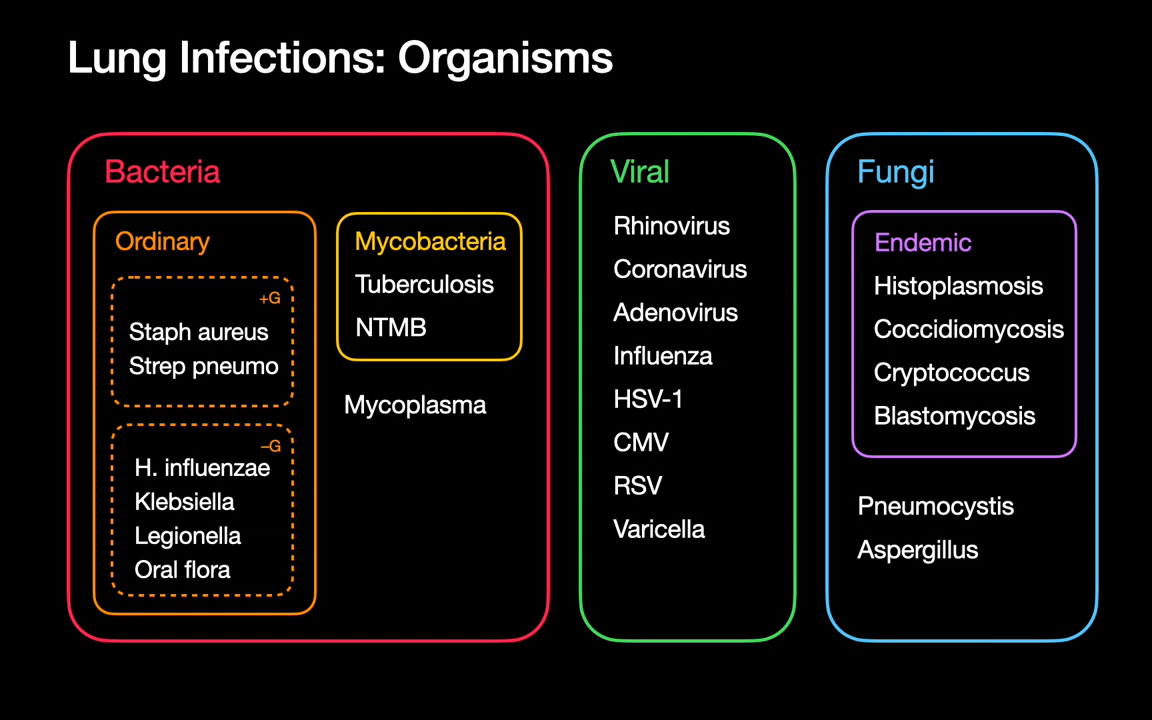 Lung Infections: Organisms
Bacteria
Ordinary
+G
Staph aureus
Strep pneumo
–G
H. influenzae
Klebsiella
Legionella
Oral flora
Mycobacteria
Tuberculosis
NTMB
Mycoplasma
Viral
Rhinovirus
Coronavirus
Adenovirus
Influenza
HSV-1
CMV
RSV
Varicella
Fungi
Endemic
Histoplasmosis
Coccidiomycosis
Cryptococcus
Blastomycosis
Pneumocystis
Aspergillus